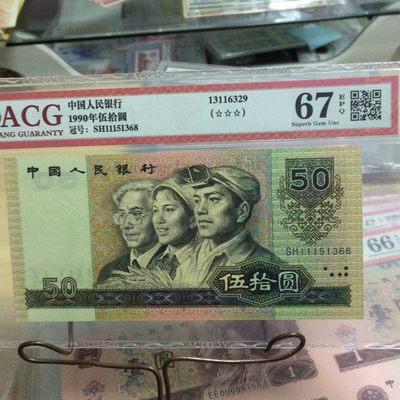 ACG
ANG GUARANTY
中国人民银行
1990年伍拾圆
冠号: SH11151368
13116329
(☆☆☆)
67
EPQ
Superb Gem Unc
中国人民银行
50
SH11151368
50
伍拾圆
66
1